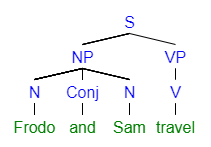 S
NP VP
N Conj N V
Frodo and Sam travel